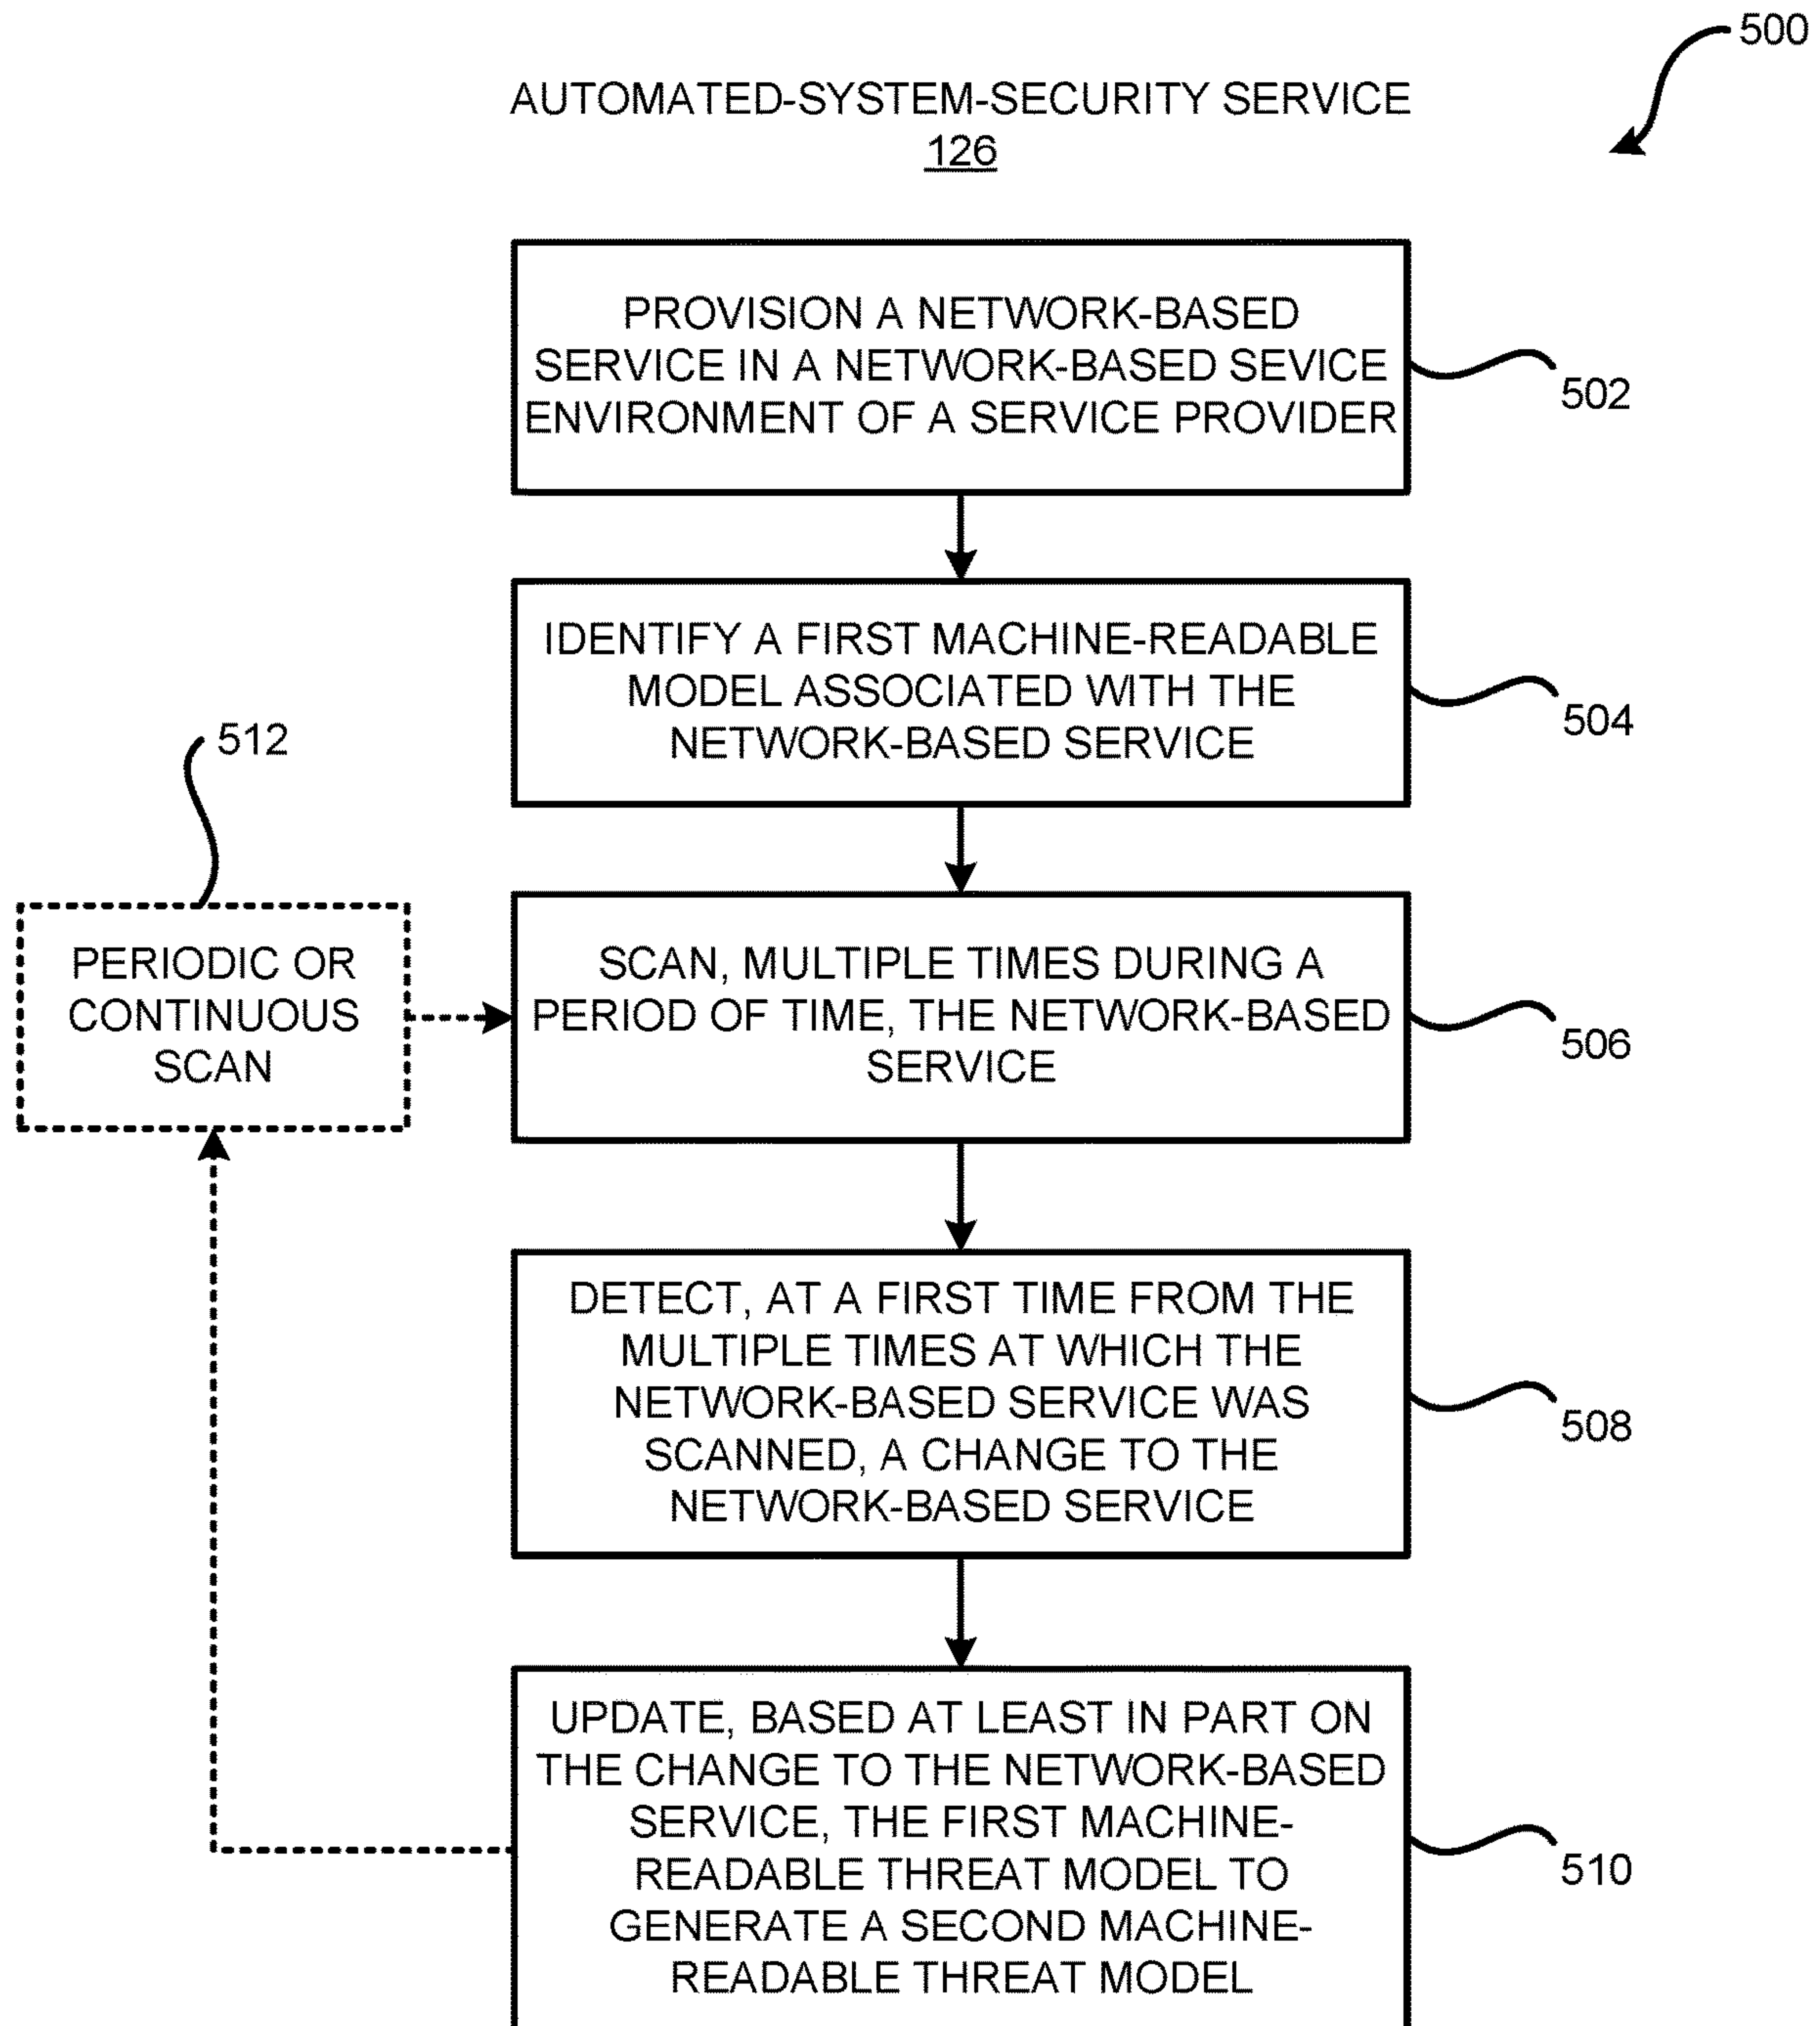 500
AUTOMATED-SYSTEM-SECURITY SERVICE
126
PROVISION A NETWORK-BASED
SERVICE IN A NETWORK-BASED SEVICE
ENVIRONMENT OF A SERVICE PROVIDER
502
IDENTIFY A FIRST MACHINE-READABLE
MODEL ASSOCIATED WITH THE
NETWORK-BASED SERVICE
504
512
PERIODIC OR
CONTINUOUS
SCAN
SCAN, MULTIPLE TIMES DURING A
PERIOD OF TIME, THE NETWORK-BASED
SERVICE
506
DETECT, AT A FIRST TIME FROM THE
MULTIPLE TIMES AT WHICH THE
NETWORK-BASED SERVICE WAS
SCANNED, A CHANGE TO THE
NETWORK-BASED SERVICE
508
UPDATE, BASED AT LEAST IN PART ON
THE CHANGE TO THE NETWORK-BASED
SERVICE, THE FIRST MACHINE-
READABLE THREAT MODEL TO
GENERATE A SECOND MACHINE-
READABLE THREAT MODEL
510